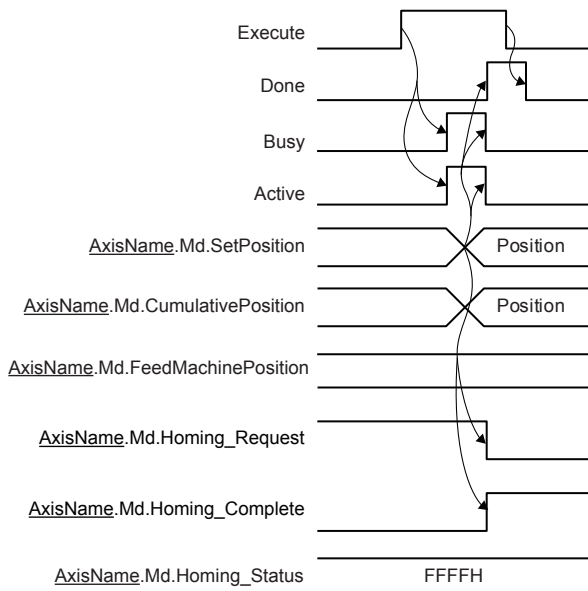 Execute
Done
Busy
Active
AxisName.Md.SetPosition
Position
AxisName.Md.CumulativePosition
Position
AxisName.Md.FeedMachinePosition
AxisName.Md.Homing_Request
AxisName.Md.Homing_Complete
AxisName.Md.Homing_Status
FFFFH